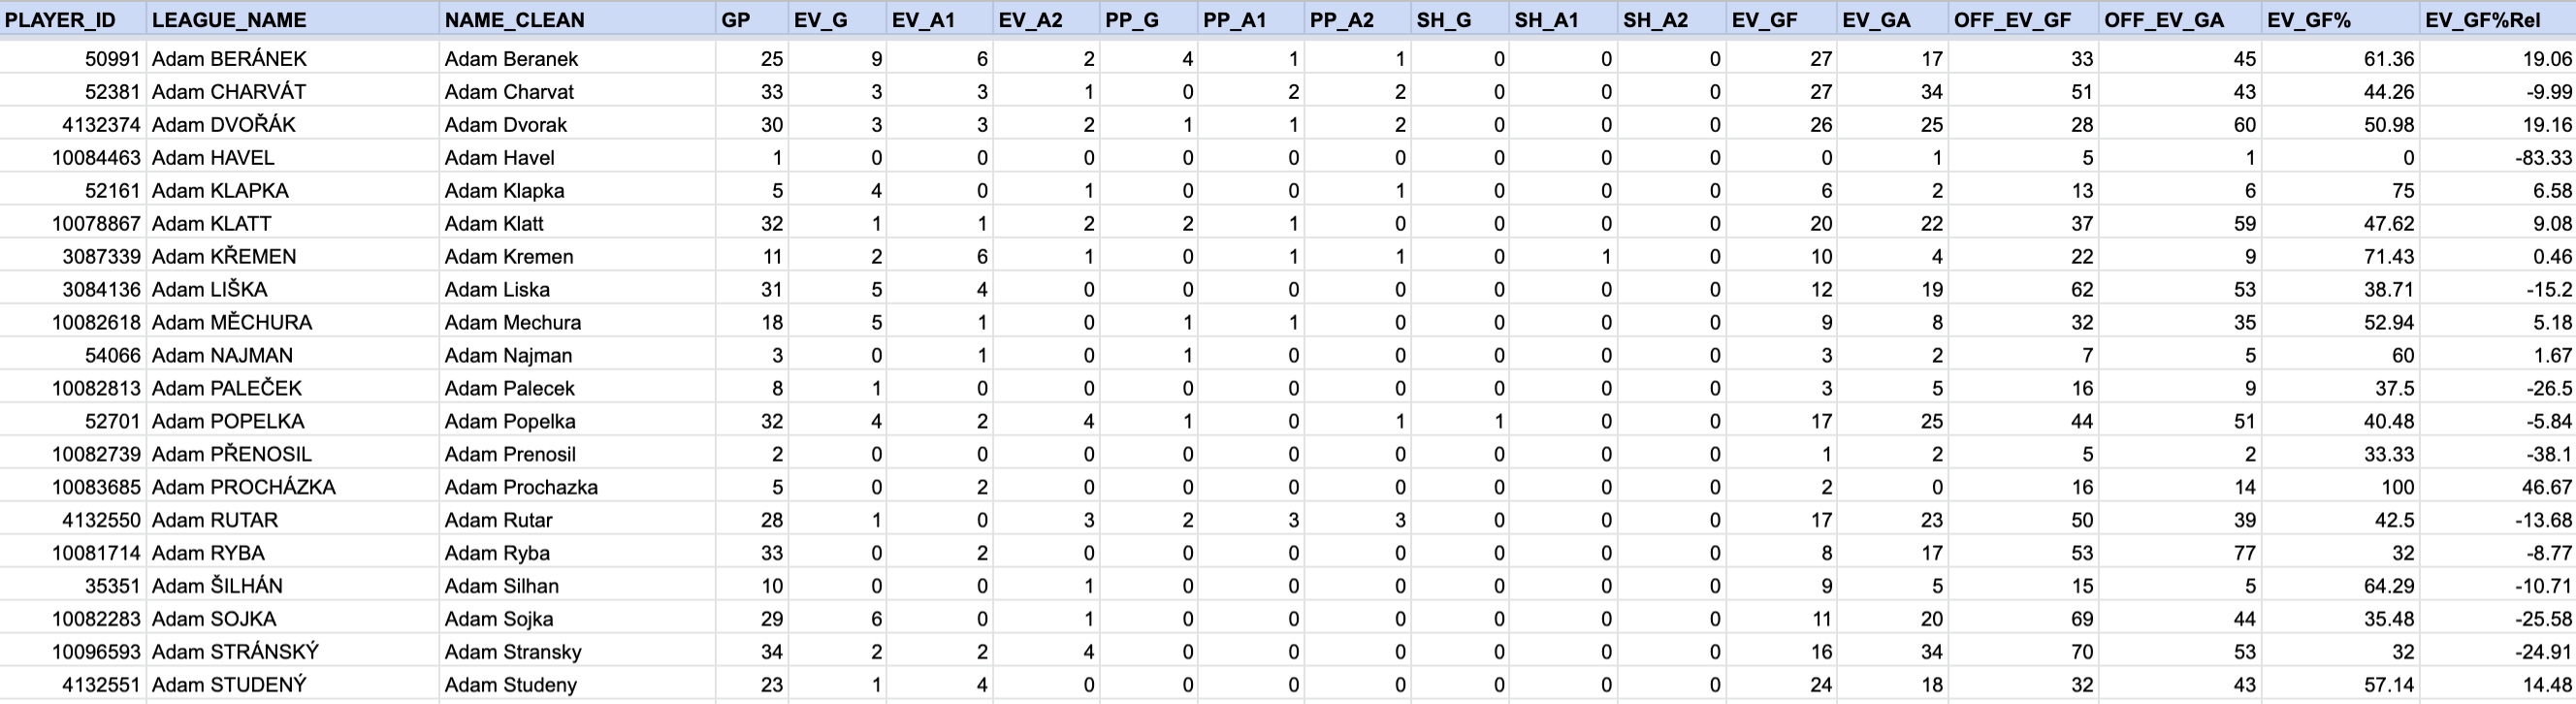 PLAYER_ID LEAGUE_NAME NAME_CLEAN GP EV_G EV_A1 EV_A2 PP_G PP_A1 PP_A2 SH_G SH_A1 SH_A2 EV_GF EV_GA OFF_EV_GF OFF_EV_GA EV_GF% EV_GF%Rel
50991 Adam BERÁNEK Adam Beranek 25 9 6 2 4 1 1 0 0 0 27 17 33 45 61.36 19.06
52381 Adam CHARVÁT Adam Charvat 33 3 3 1 0 2 2 0 0 0 27 34 51 43 44.26 -9.99
4132374 Adam DVOŘÁK Adam Dvorak 30 3 3 2 1 1 2 0 0 0 26 25 28 60 50.98 19.16
10084463 Adam HAVEL Adam Havel 1 0 0 0 0 0 0 0 0 0 0 1 5 1 0 -83.33
52161 Adam KLAPKA Adam Klapka 5 4 0 1 0 0 1 0 0 0 6 2 13 6 75 6.58
10078867 Adam KLATT Adam Klatt 32 1 1 2 2 1 0 0 0 0 20 22 37 59 47.62 9.08
3087339 Adam KŘEMEN Adam Kremen 11 2 6 1 0 1 1 0 1 0 10 4 22 9 71.43 0.46
3084136 Adam LIŠKA Adam Liska 31 5 4 0 0 0 0 0 0 0 12 19 62 53 38.71 -15.2
10082618 Adam MĚCHURA Adam Mechura 18 5 1 0 1 1 0 0 0 0 9 8 32 35 52.94 5.18
54066 Adam NAJMAN Adam Najman 3 0 1 0 1 0 0 0 0 0 3 2 7 5 60 1.67
10082813 Adam PALEČEK Adam Palecek 8 1 0 0 0 0 0 0 0 0 3 5 16 9 37.5 -26.5
52701 Adam POPELKA Adam Popelka 32 4 2 4 1 0 1 1 0 0 17 25 44 51 40.48 -5.84
10082739 Adam PŘENOSIL Adam Prenosil 2 0 0 0 0 0 0 0 0 0 1 2 5 2 33.33 -38.1
10083685 Adam PROCHÁZKA Adam Prochazka 5 0 2 0 0 0 0 0 0 0 2 0 16 14 100 46.67
4132550 Adam RUTAR Adam Rutar 28 1 0 3 2 3 3 0 0 0 17 23 50 39 42.5 -13.68
10081714 Adam RYBA Adam Ryba 33 0 2 0 0 0 0 0 0 0 8 17 53 77 32 -8.77
35351 Adam ŠILHÁN Adam Silhan 10 0 0 1 0 0 0 0 0 0 9 5 15 5 64.29 -10.71
10082283 Adam SOJKA Adam Sojka 29 6 0 1 0 0 0 0 0 0 11 20 69 44 35.48 -25.58
10096593 Adam STRÁNSKÝ Adam Stransky 34 2 2 4 0 0 0 0 0 0 16 34 70 53 32 -24.91
4132551 Adam STUDENÝ Adam Studeny 23 1 4 0 0 0 0 0 0 0 24 18 32 43 57.14 14.48